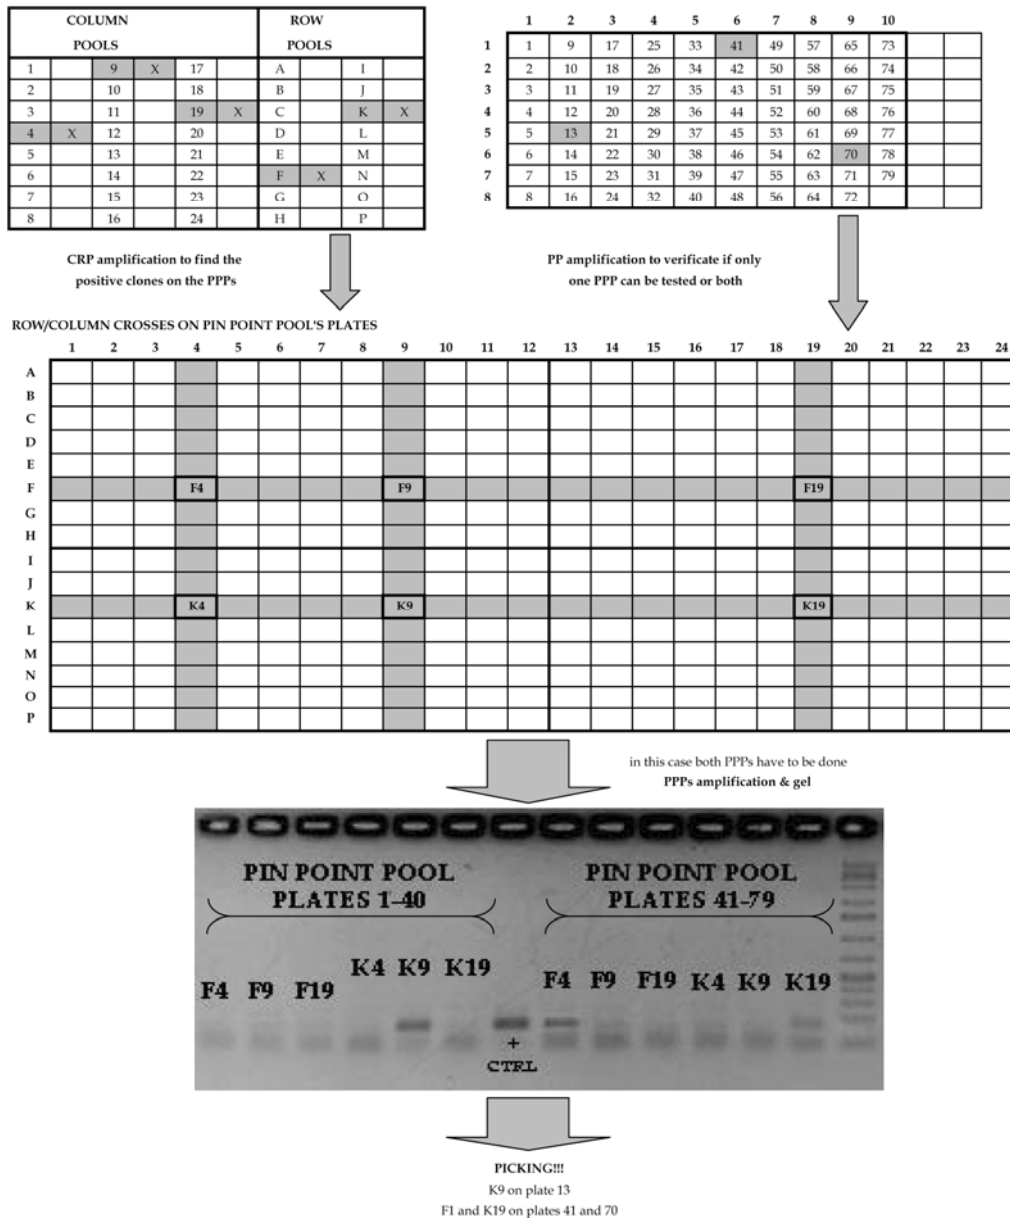 COLUMN ROW
POOLS POOLS
1 9 X 17 A I
2 10 18 B J
3 11 19 X C K X
4 X 12 20 D L
5 13 21 E M
6 14 22 F X N
7 15 23 G O
8 16 24 H P
1 2 3 4 5 6 7 8 9 10
1 1 9 17 25 33 41 49 57 65 73
2 2 10 18 26 34 42 50 58 66 74
3 3 11 19 27 35 43 51 59 67 75
4 4 12 20 28 36 44 52 60 68 76
5 5 13 21 29 37 45 53 61 69 77
6 6 14 22 30 38 46 54 62 70 78
7 7 15 23 31 39 47 55 63 71 79
8 8 16 24 32 40 48 56 64 72
CRP amplification to find the
positive clones on the PPPs
PP amplification to verificate if only
one PPP can be tested or both
ROW/COLUMN CROSSES ON PIN POINT POOL'S PLATES
1 2 3 4 5 6 7 8 9 10 11 12 13 14 15 16 17 18 19 20 21 22 23 24
A
B
C
D
E
F F4 F9 F19
G
H
I
J
K K4 K9 K19
L
M
N
O
P
in this case both PPPs have to be done
PPPs amplification & gel
PIN POINT POOL
PLATES 1-40
PIN POINT POOL
PLATES 41-79
F4 F9 F19 K4 K9 K19
F4 F9 F19 K4 K9 K19
+
CTRL
PICKING!!!
K9 on plate 13
F1 and K19 on plates 41 and 70